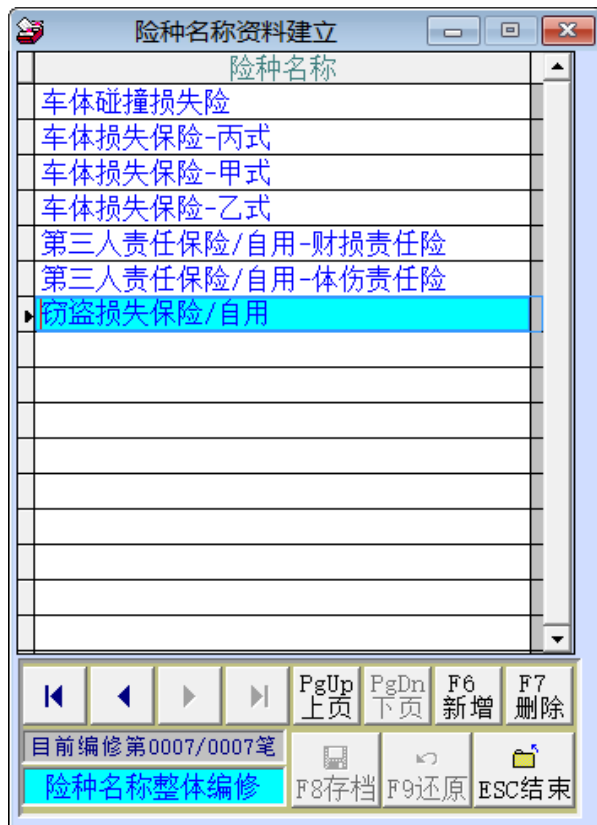 险种名称资料建立
险种名称
车体碰撞损失险
车体损失保险-丙式
车体损失保险-甲式
车体损失保险-乙式
第三人责任保险/自用-财损责任险
第三人责任保险/自用-体伤责任险
窃盗损失保险/自用
PgUp PgDn F6 F7
上页 下页 新增 删除
目前编修第0007/0007笔
险种名称整体编修 F8存档 F9还原 ESC结束